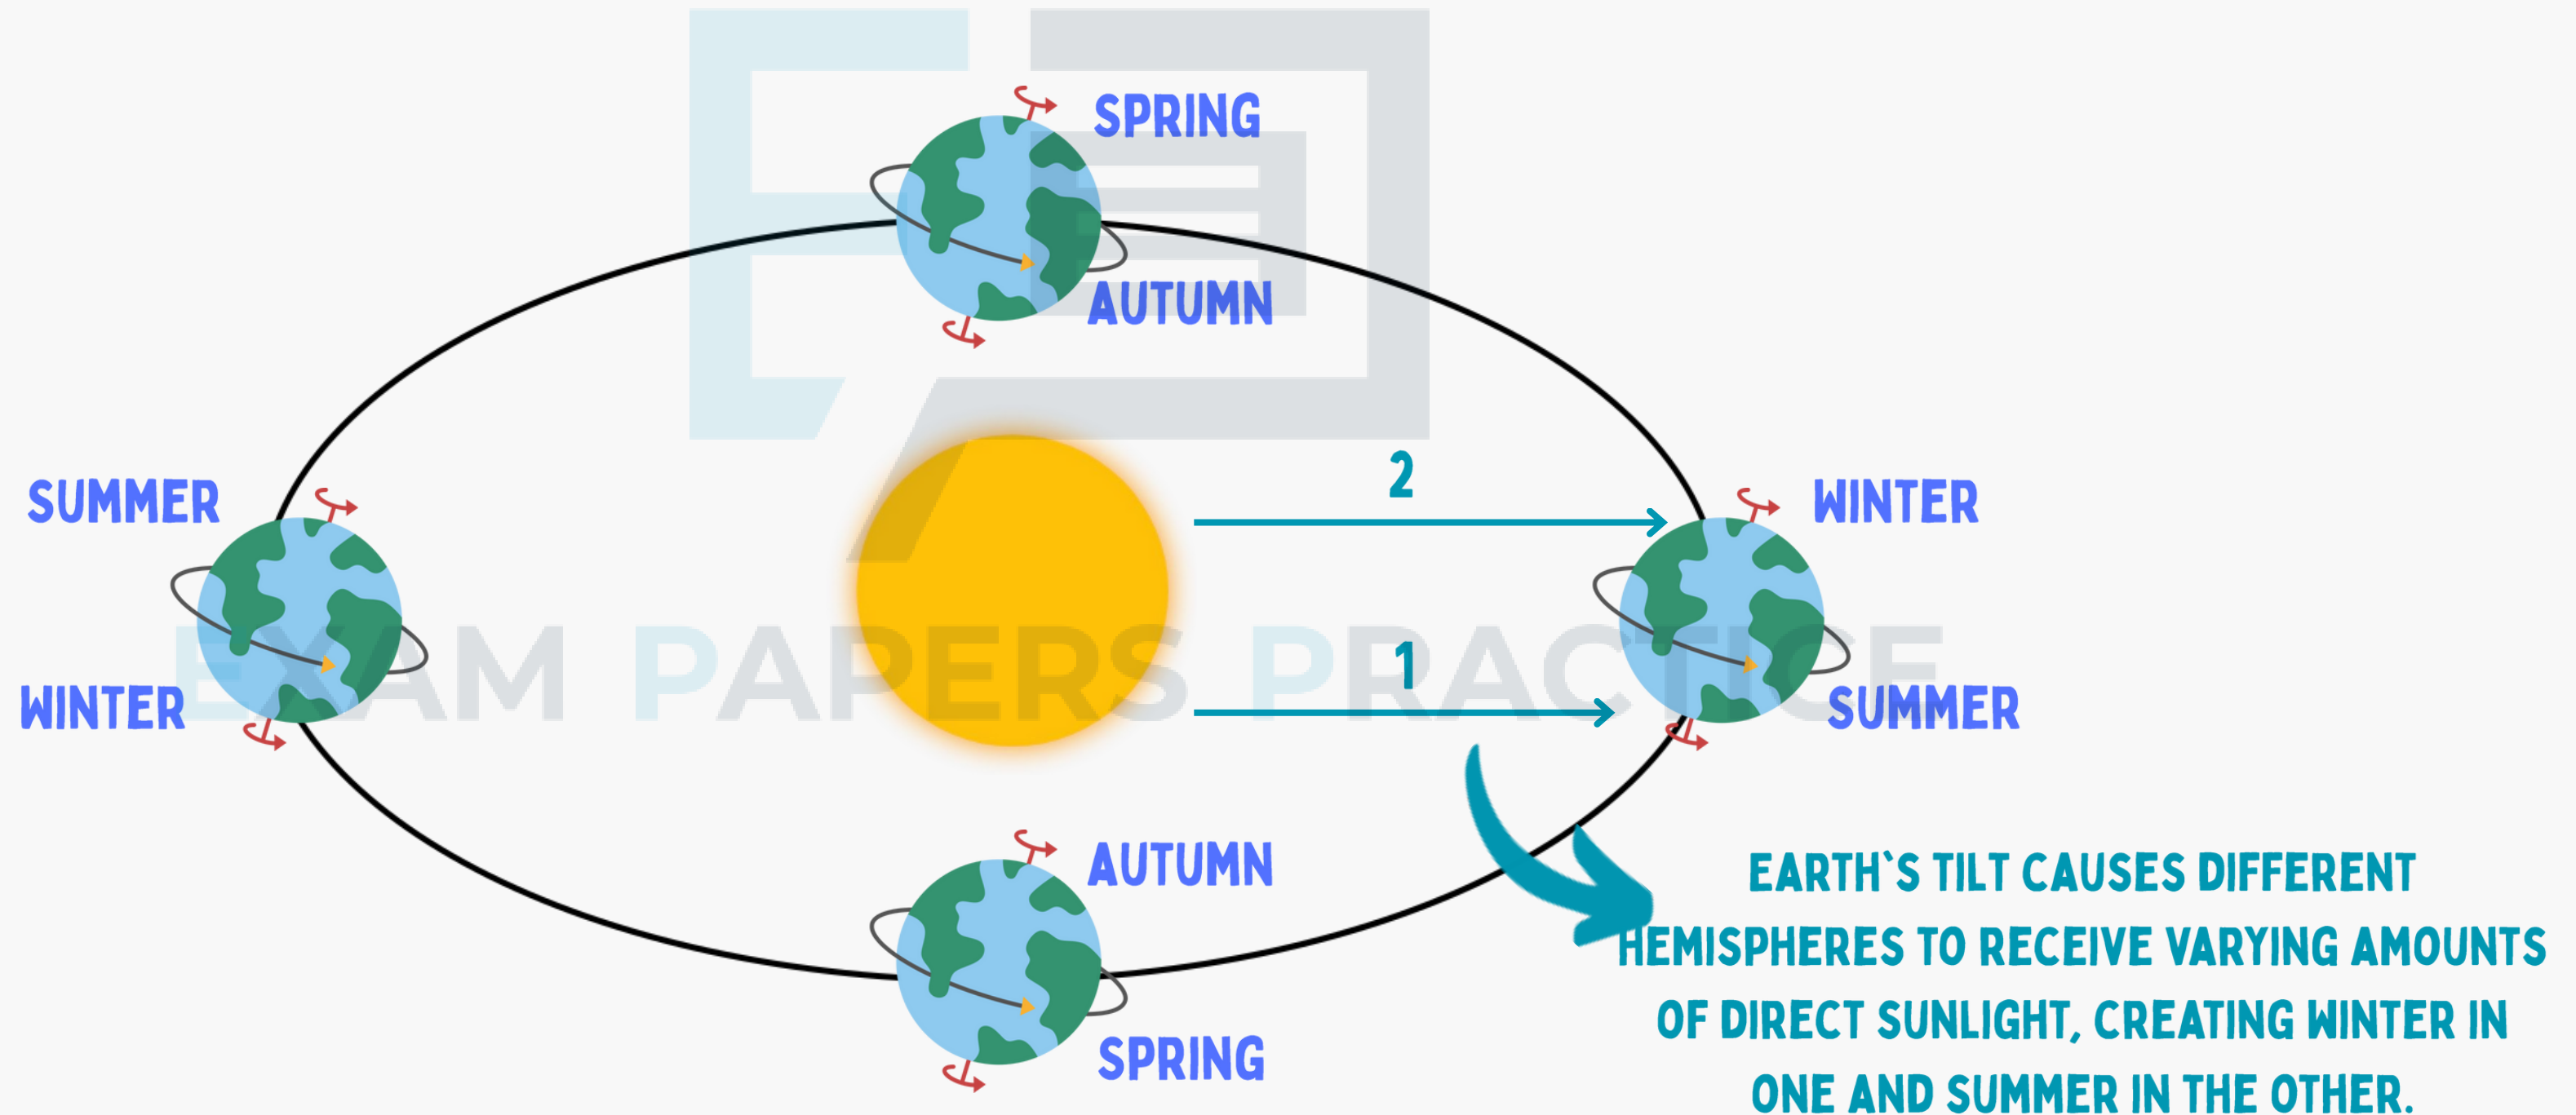 SPRING
AUTUMN
2
SUMMER
WINTER
1
EXAM PAPERS PRACTICE
WINTER
SUMMER
AUTUMN
SPRING
EARTH'S TILT CAUSES DIFFERENT
HEMISPHERES TO RECEIVE VARYING AMOUNTS
OF DIRECT SUNLIGHT, CREATING WINTER IN
ONE AND SUMMER IN THE OTHER.